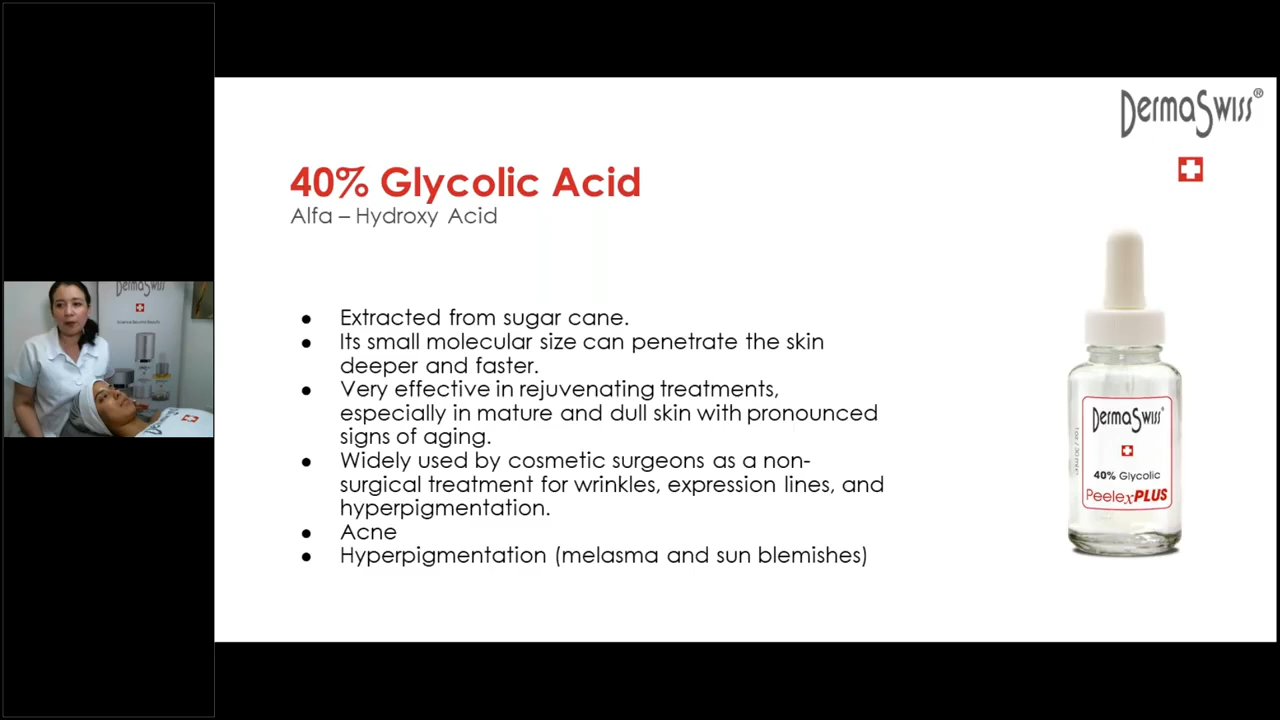 DermaSwiss®
40% Glycolic Acid
Alfa – Hydroxy Acid
● Extracted from sugar cane.
● Its small molecular size can penetrate the skin
deeper and faster.
● Very effective in rejuvenating treatments,
especially in mature and dull skin with pronounced
signs of aging.
● Widely used by cosmetic surgeons as a non-
surgical treatment for wrinkles, expression lines, and
hyperpigmentation.
● Acne
● Hyperpigmentation (melasma and sun blemishes)
DermaSwiss®
40% Glycolic
PeelexPLUS
DermaSwiss